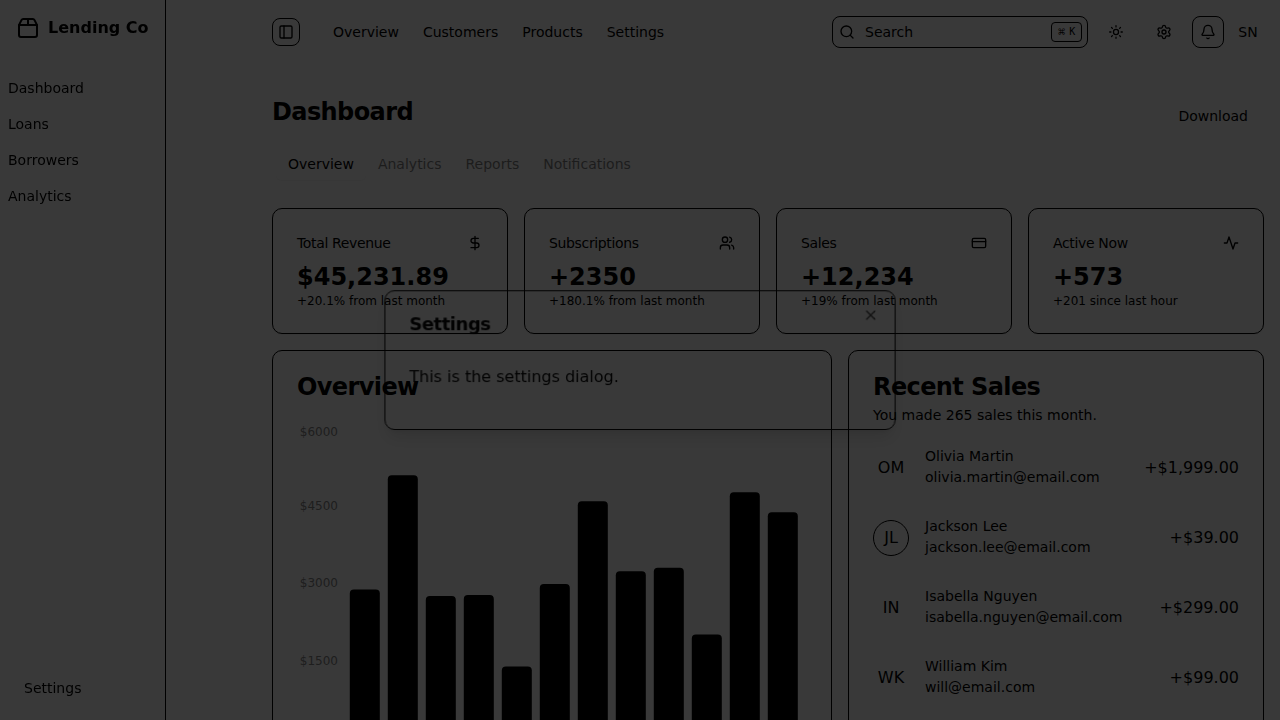 Lending Co
Dashboard
Loans
Borrowers
Analytics
Settings
Overview Customers Products Settings
Search ⌘ K
SN
Dashboard
Download
Overview Analytics Reports Notifications
Total Revenue
$45,231.89
+20.1% from last month
Subscriptions
+2350
+180.1% from last month
Sales
+12,234
+19% from last month
Active Now
+573
+201 since last hour
Settings
×
This is the settings dialog.
Overview
$6000
$4500
$3000
$1500
Recent Sales
You made 265 sales this month.
OM
Olivia Martin
olivia.martin@email.com
+$1,999.00
JL
Jackson Lee
jackson.lee@email.com
+$39.00
IN
Isabella Nguyen
isabella.nguyen@email.com
+$299.00
WK
William Kim
will@email.com
+$99.00